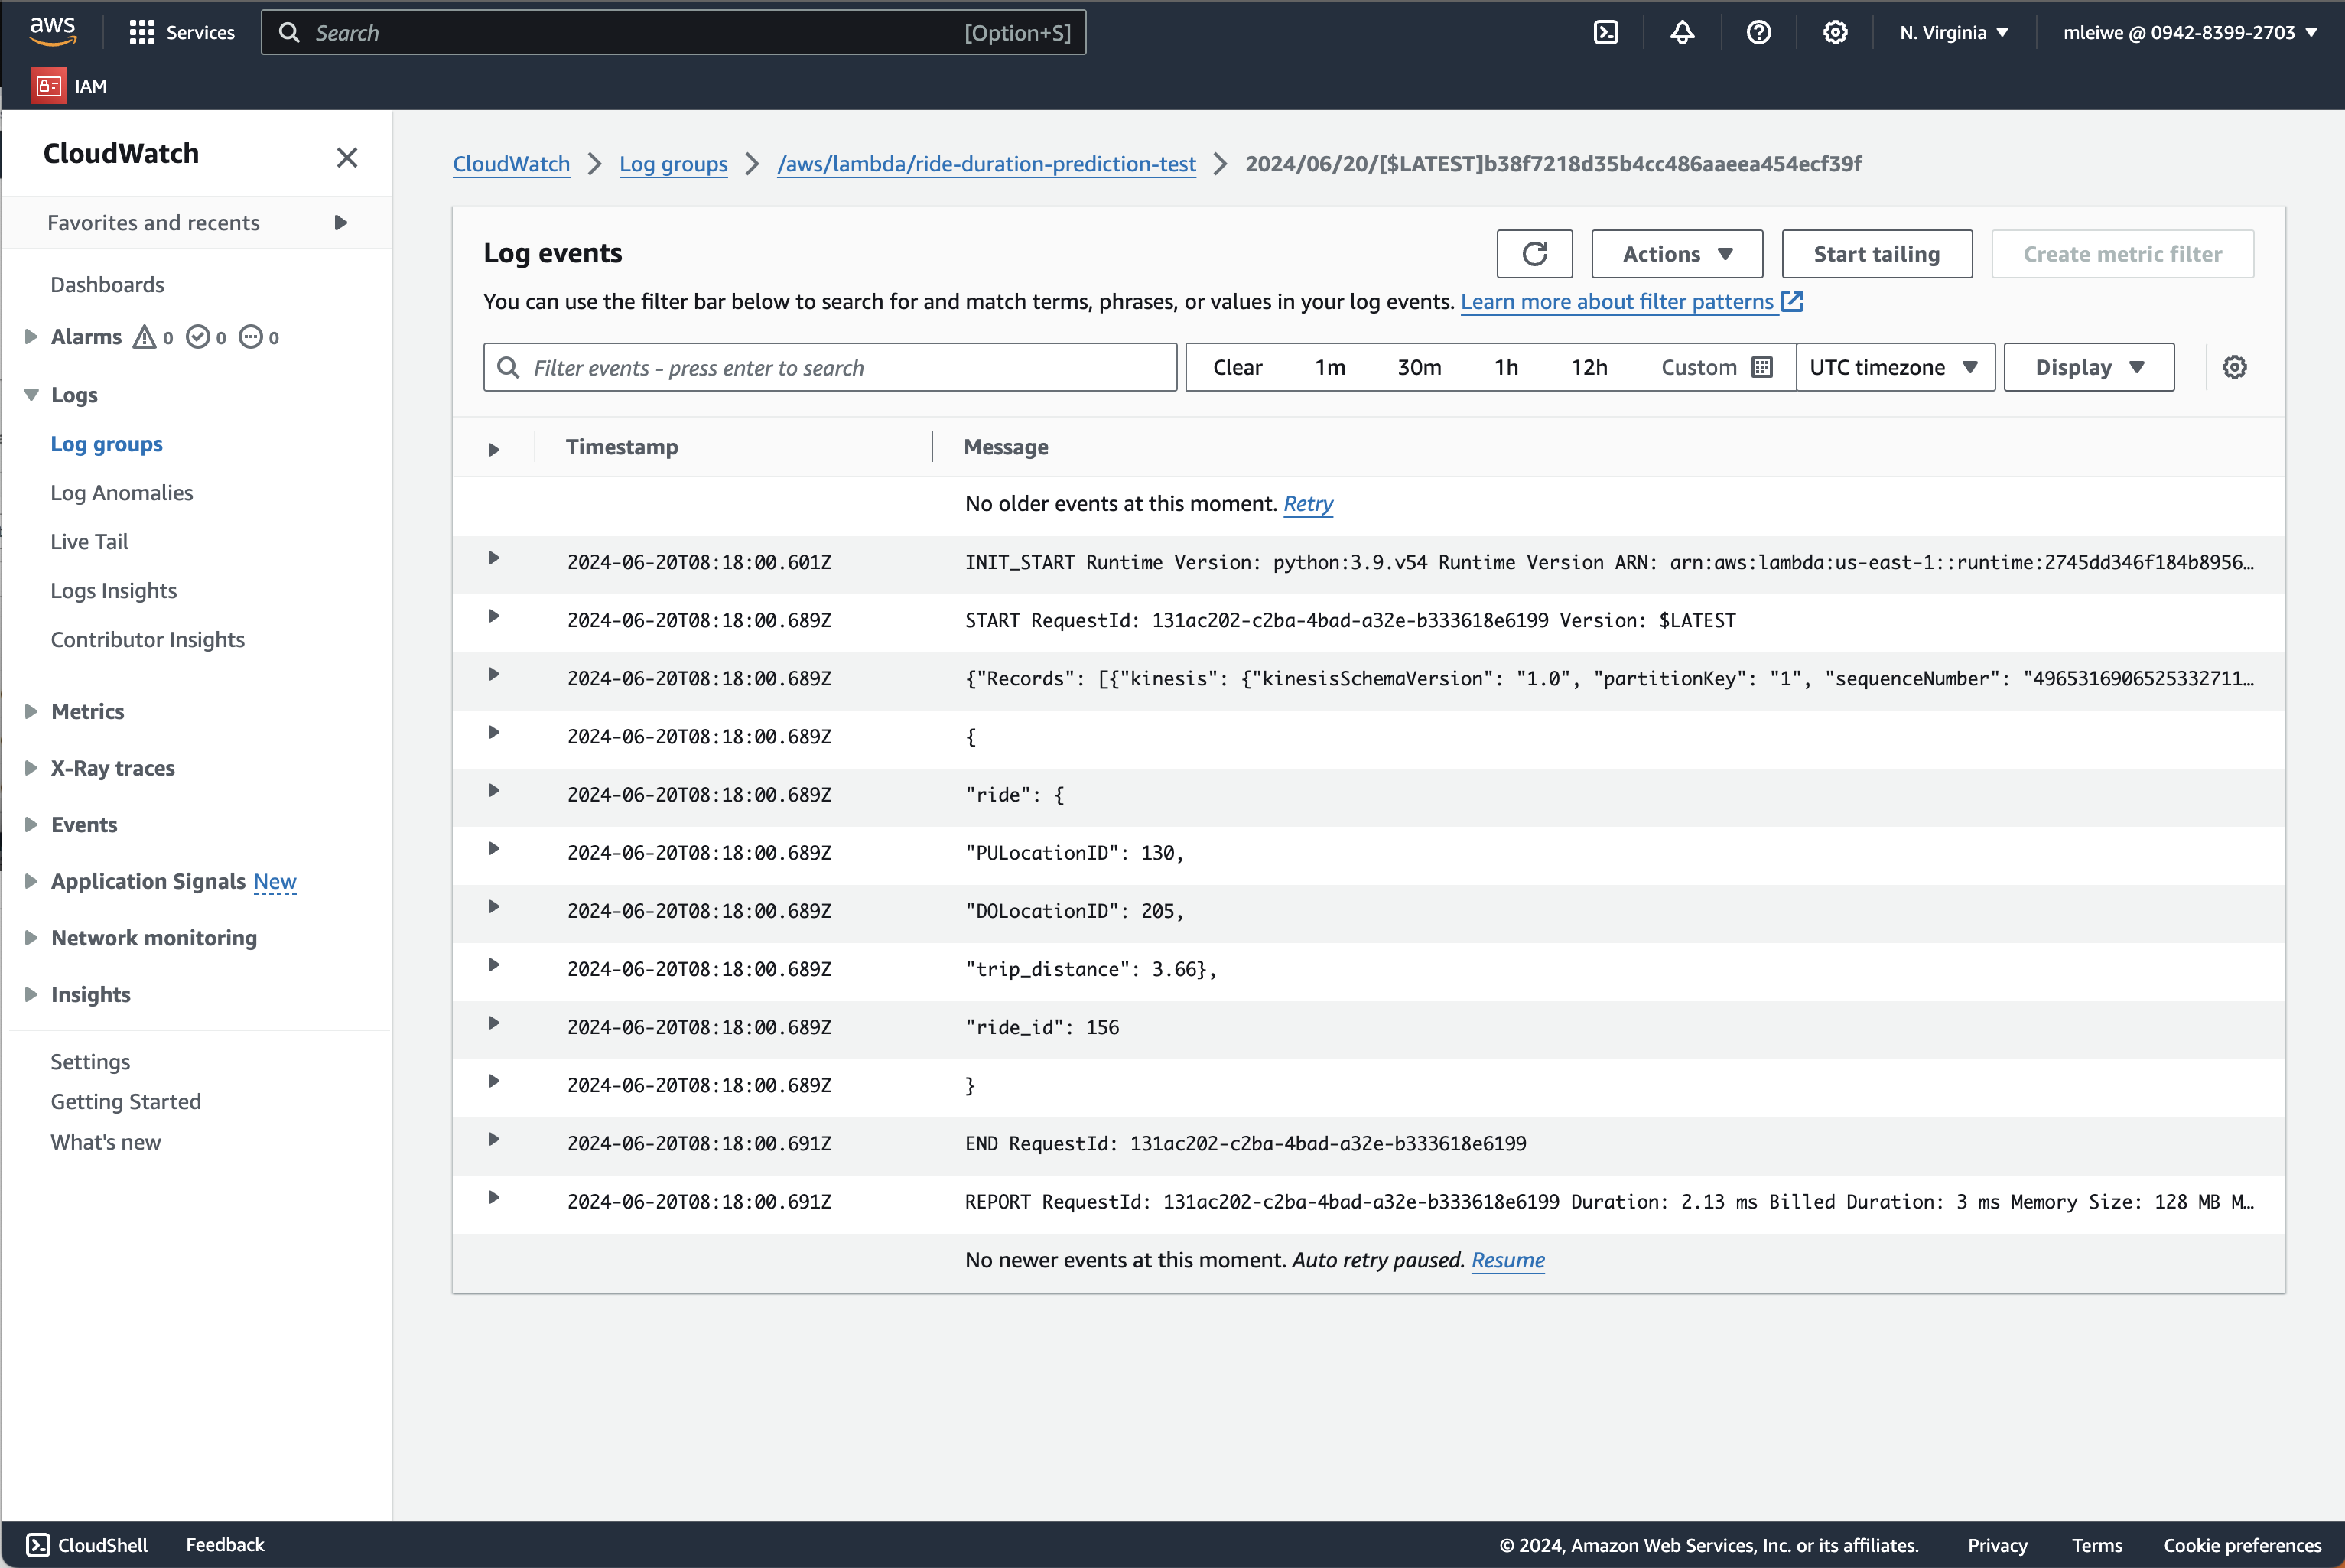 aws
Services
Search
[Option+S]
N. Virginia
mleiwe @ 0942-8399-2703
IAM
CloudWatch
Favorites and recents
Dashboards
Alarms 0 0 0
Logs
Log groups
Log Anomalies
Live Tail
Logs Insights
Contributor Insights
Metrics
X-Ray traces
Events
Application Signals New
Network monitoring
Insights
Settings
Getting Started
What's new
CloudWatch > Log groups > /aws/lambda/ride-duration-prediction-test > 2024/06/20/[$LATEST]b38f7218d35b4cc486aaeea454ecf39f
Log events
Actions
Start tailing
Create metric filter
You can use the filter bar below to search for and match terms, phrases, or values in your log events. Learn more about filter patterns
Filter events - press enter to search
Clear 1m 30m 1h 12h Custom UTC timezone Display
Timestamp Message
No older events at this moment. Retry
2024-06-20T08:18:00.601Z INIT_START Runtime Version: python:3.9.v54 Runtime Version ARN: arn:aws:lambda:us-east-1::runtime:2745dd346f184b8956…
2024-06-20T08:18:00.689Z START RequestId: 131ac202-c2ba-4bad-a32e-b333618e6199 Version: $LATEST
2024-06-20T08:18:00.689Z {"Records": [{"kinesis": {"kinesisSchemaVersion": "1.0", "partitionKey": "1", "sequenceNumber": "4965316906525332711…
2024-06-20T08:18:00.689Z {
2024-06-20T08:18:00.689Z "ride": {
2024-06-20T08:18:00.689Z "PULocationID": 130,
2024-06-20T08:18:00.689Z "DOLocationID": 205,
2024-06-20T08:18:00.689Z "trip_distance": 3.66},
2024-06-20T08:18:00.689Z "ride_id": 156
2024-06-20T08:18:00.689Z }
2024-06-20T08:18:00.691Z END RequestId: 131ac202-c2ba-4bad-a32e-b333618e6199
2024-06-20T08:18:00.691Z REPORT RequestId: 131ac202-c2ba-4bad-a32e-b333618e6199 Duration: 2.13 ms Billed Duration: 3 ms Memory Size: 128 MB M…
No newer events at this moment. Auto retry paused. Resume
CloudShell Feedback
© 2024, Amazon Web Services, Inc. or its affiliates. Privacy Terms Cookie preferences